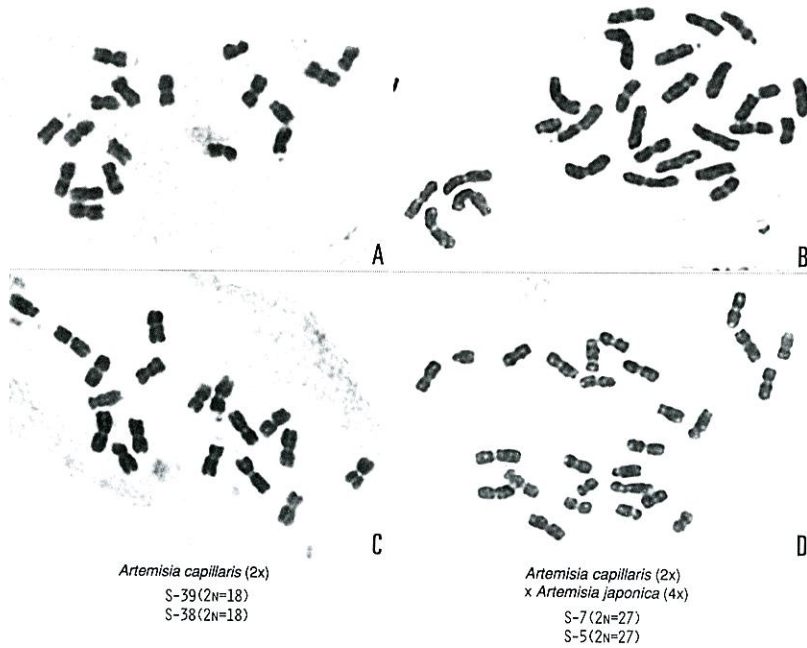 A
B
C
D
Artemisia capillaris (2x)
S-39(2N=18)
S-38(2N=18)
Artemisia capillaris (2x)
x Artemisia japonica (4x)
S-7(2N=27)
S-5(2N=27)